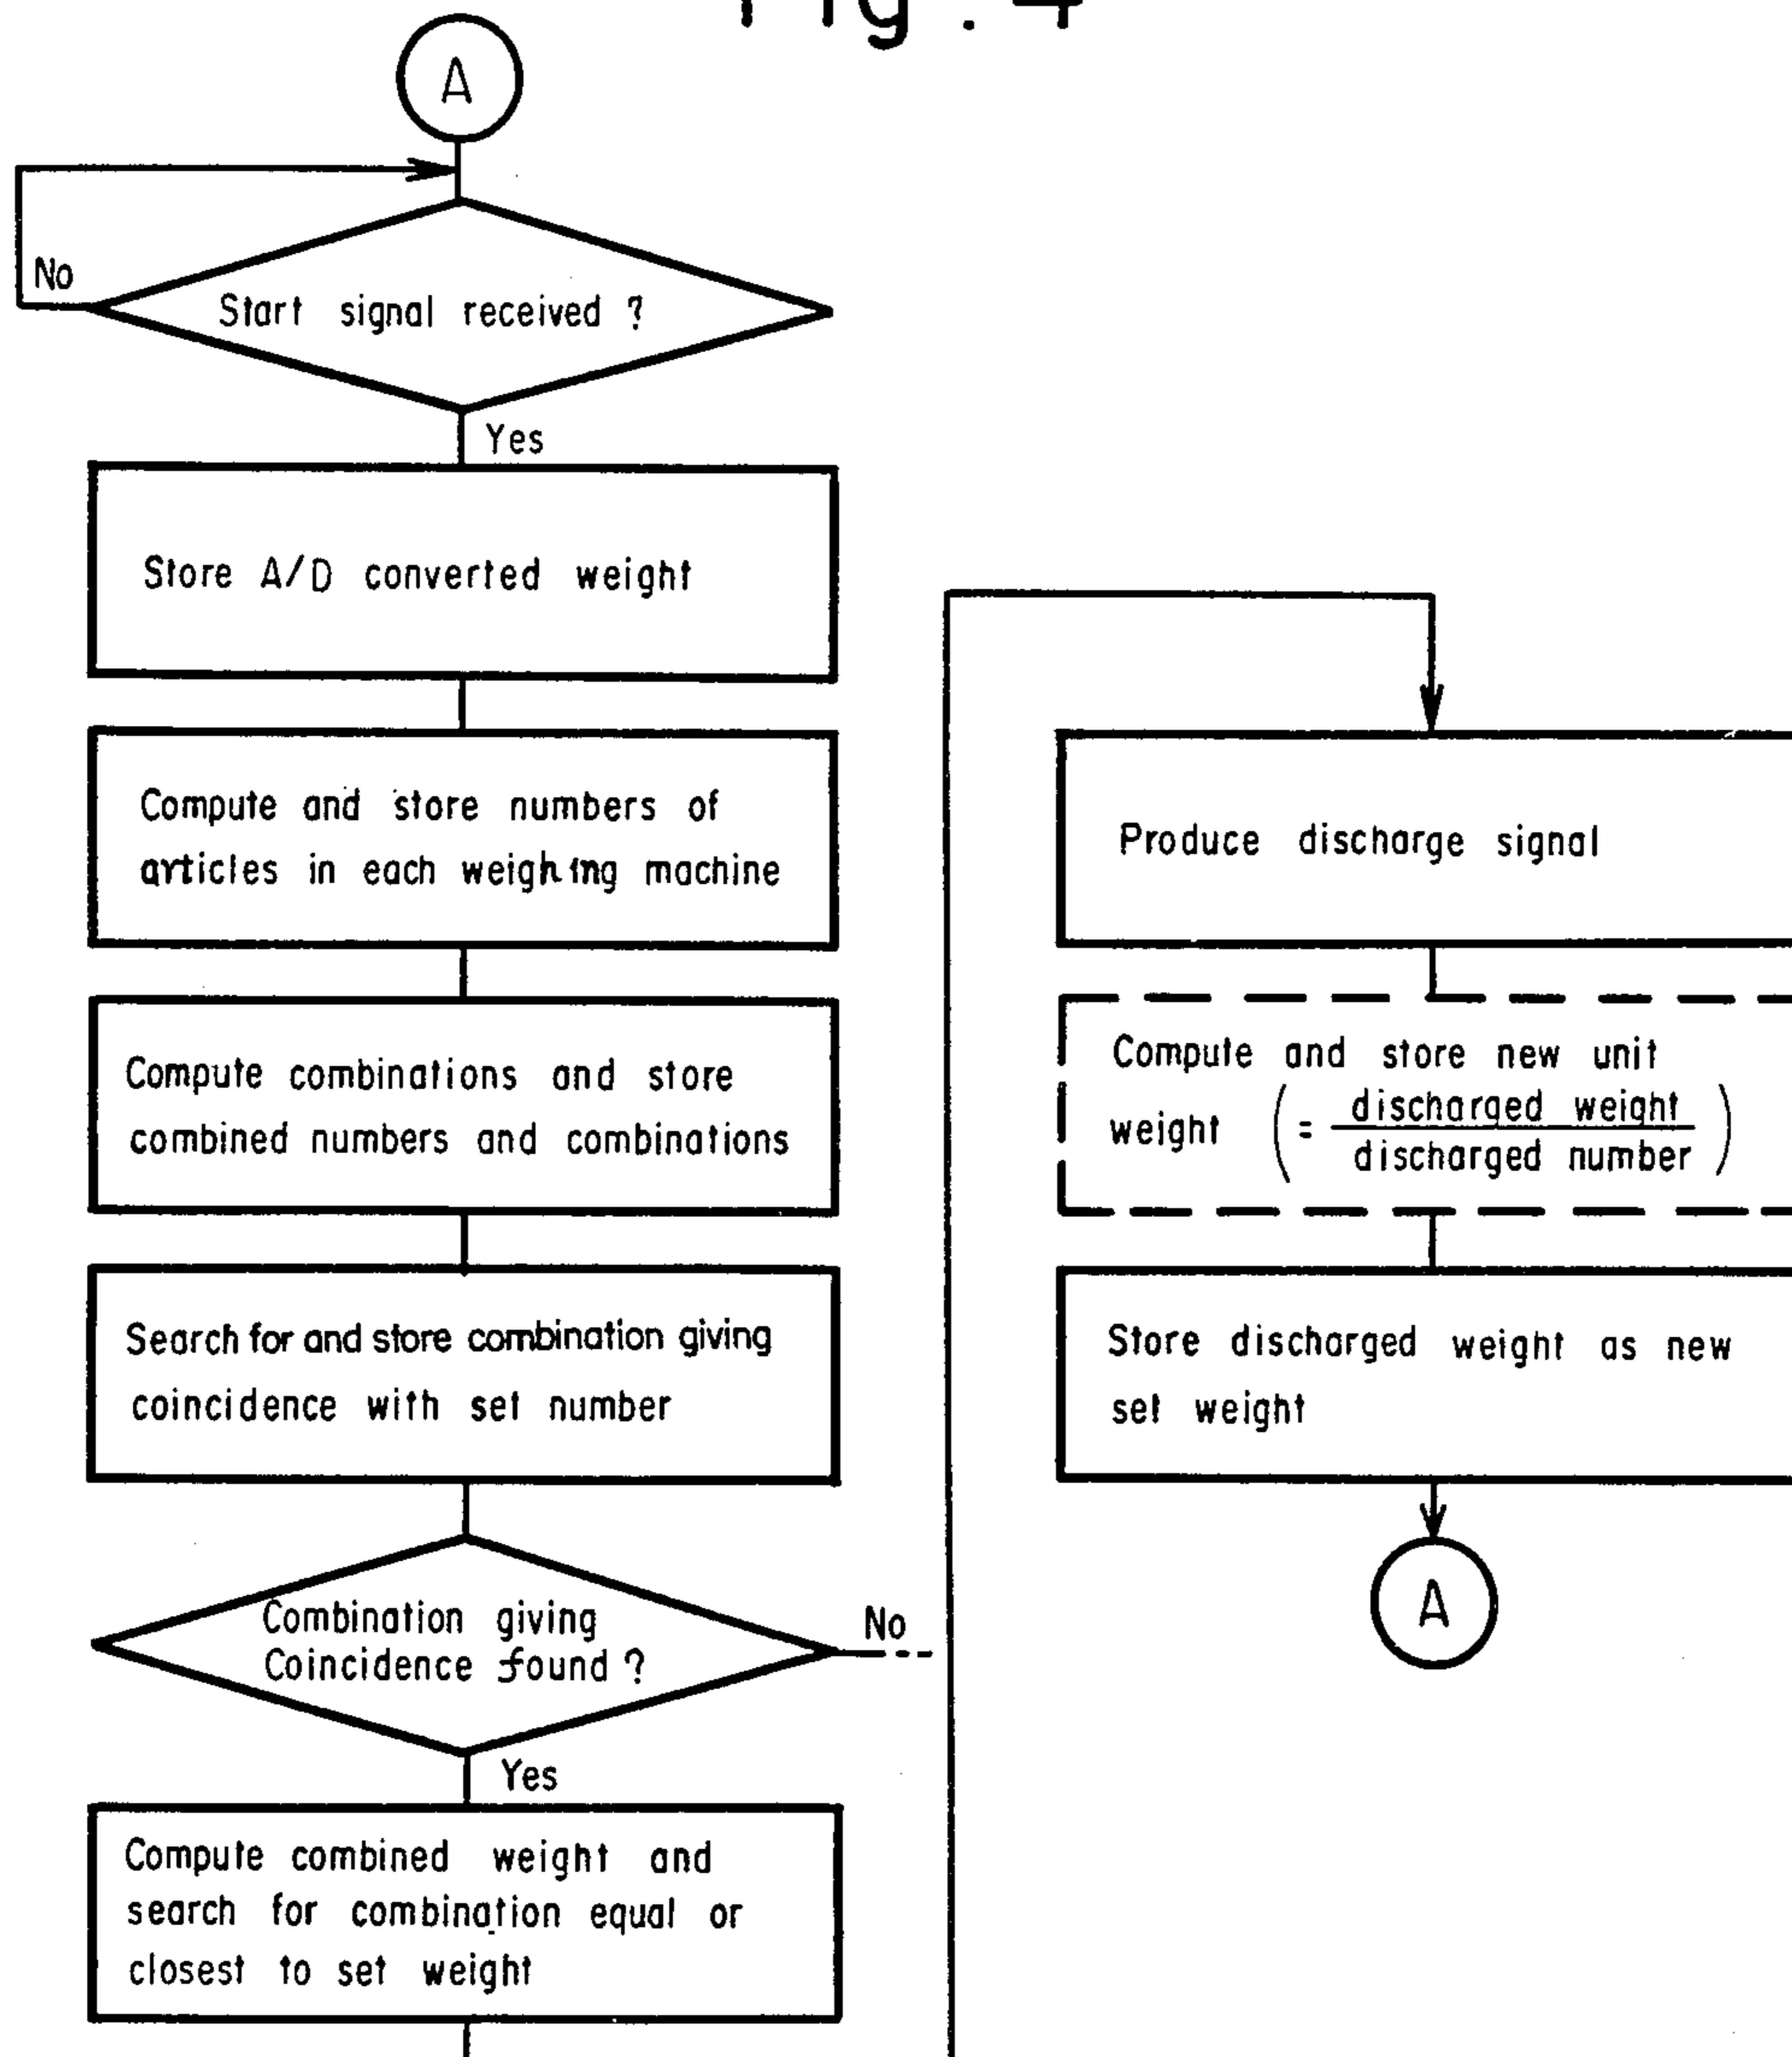 Fig. 4
A
No
Start signal received ?
Yes
Store A/D converted weight
Compute and store numbers of
articles in each weighing machine
Compute combinations and store
combined numbers and combinations
Search for and store combination giving
coincidence with set number
Combination giving
Coincidence found ?
No
Yes
Compute combined weight and
search for combination equal or
closest to set weight
Produce discharge signal
Compute and store new unit
weight ( = discharged weight
discharged number )
Store discharged weight as new
set weight
A